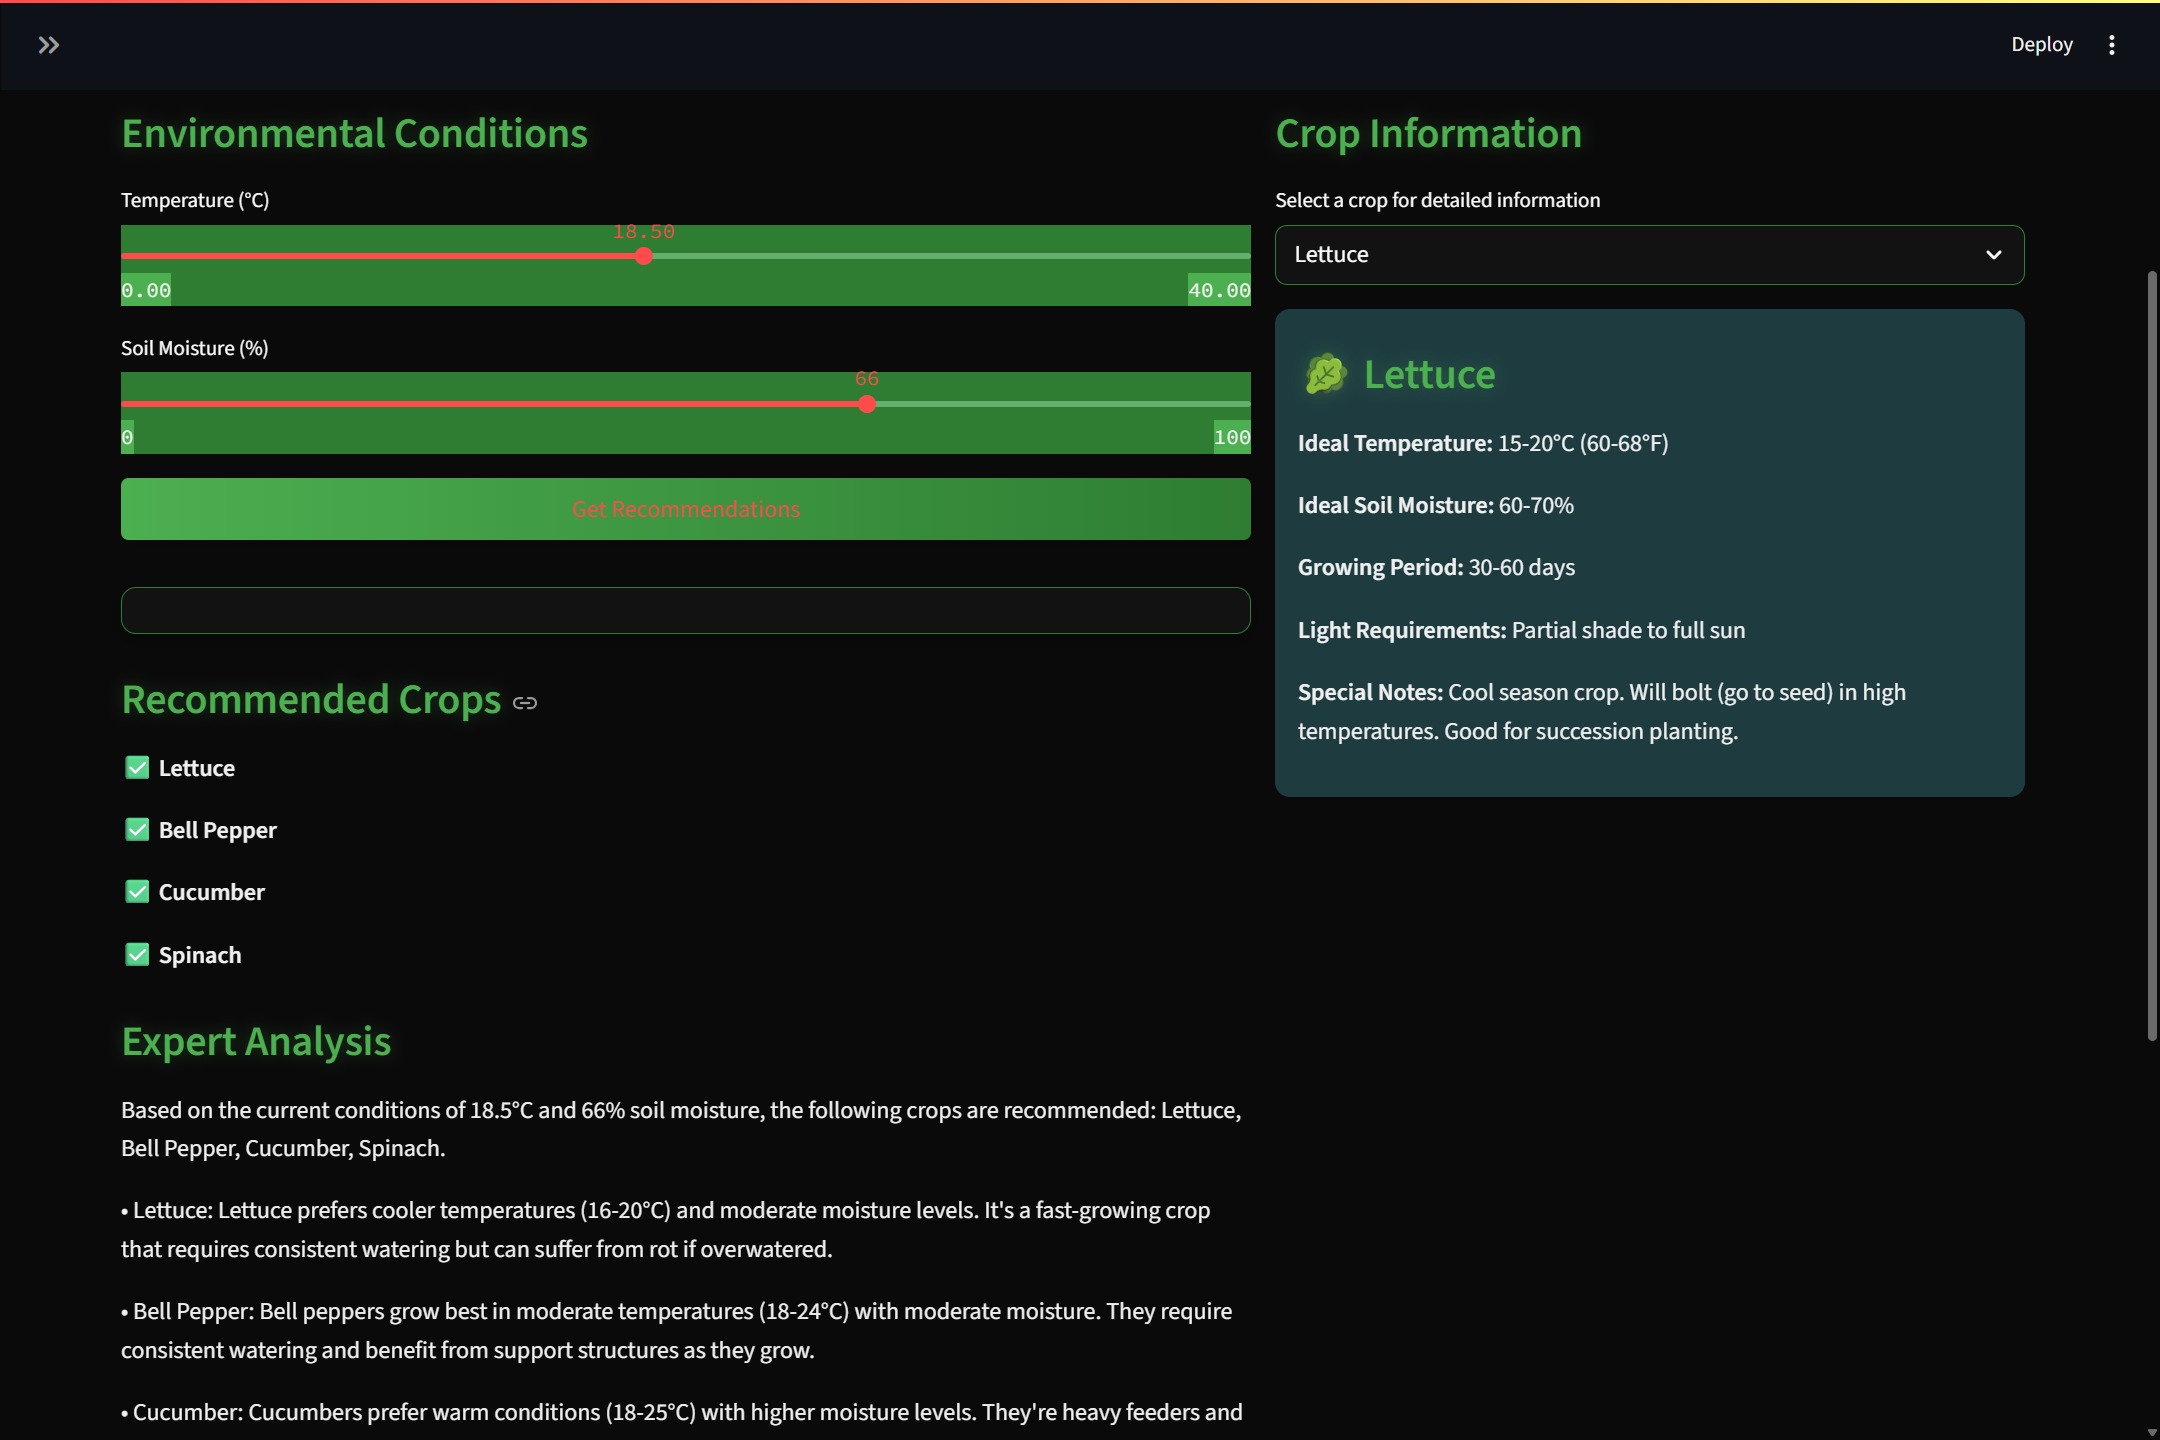 Deploy
Environmental Conditions
Temperature (°C)
18.50
0.00
40.00
Soil Moisture (%)
66
0
100
Get Recommendations
Recommended Crops
Lettuce
Bell Pepper
Cucumber
Spinach
Expert Analysis
Based on the current conditions of 18.5°C and 66% soil moisture, the following crops are recommended: Lettuce,
Bell Pepper, Cucumber, Spinach.
• Lettuce: Lettuce prefers cooler temperatures (16-20°C) and moderate moisture levels. It's a fast-growing crop
that requires consistent watering but can suffer from rot if overwatered.
• Bell Pepper: Bell peppers grow best in moderate temperatures (18-24°C) with moderate moisture. They require
consistent watering and benefit from support structures as they grow.
• Cucumber: Cucumbers prefer warm conditions (18-25°C) with higher moisture levels. They're heavy feeders and
Crop Information
Select a crop for detailed information
Lettuce
Lettuce
Ideal Temperature: 15-20°C (60-68°F)
Ideal Soil Moisture: 60-70%
Growing Period: 30-60 days
Light Requirements: Partial shade to full sun
Special Notes: Cool season crop. Will bolt (go to seed) in high
temperatures. Good for succession planting.